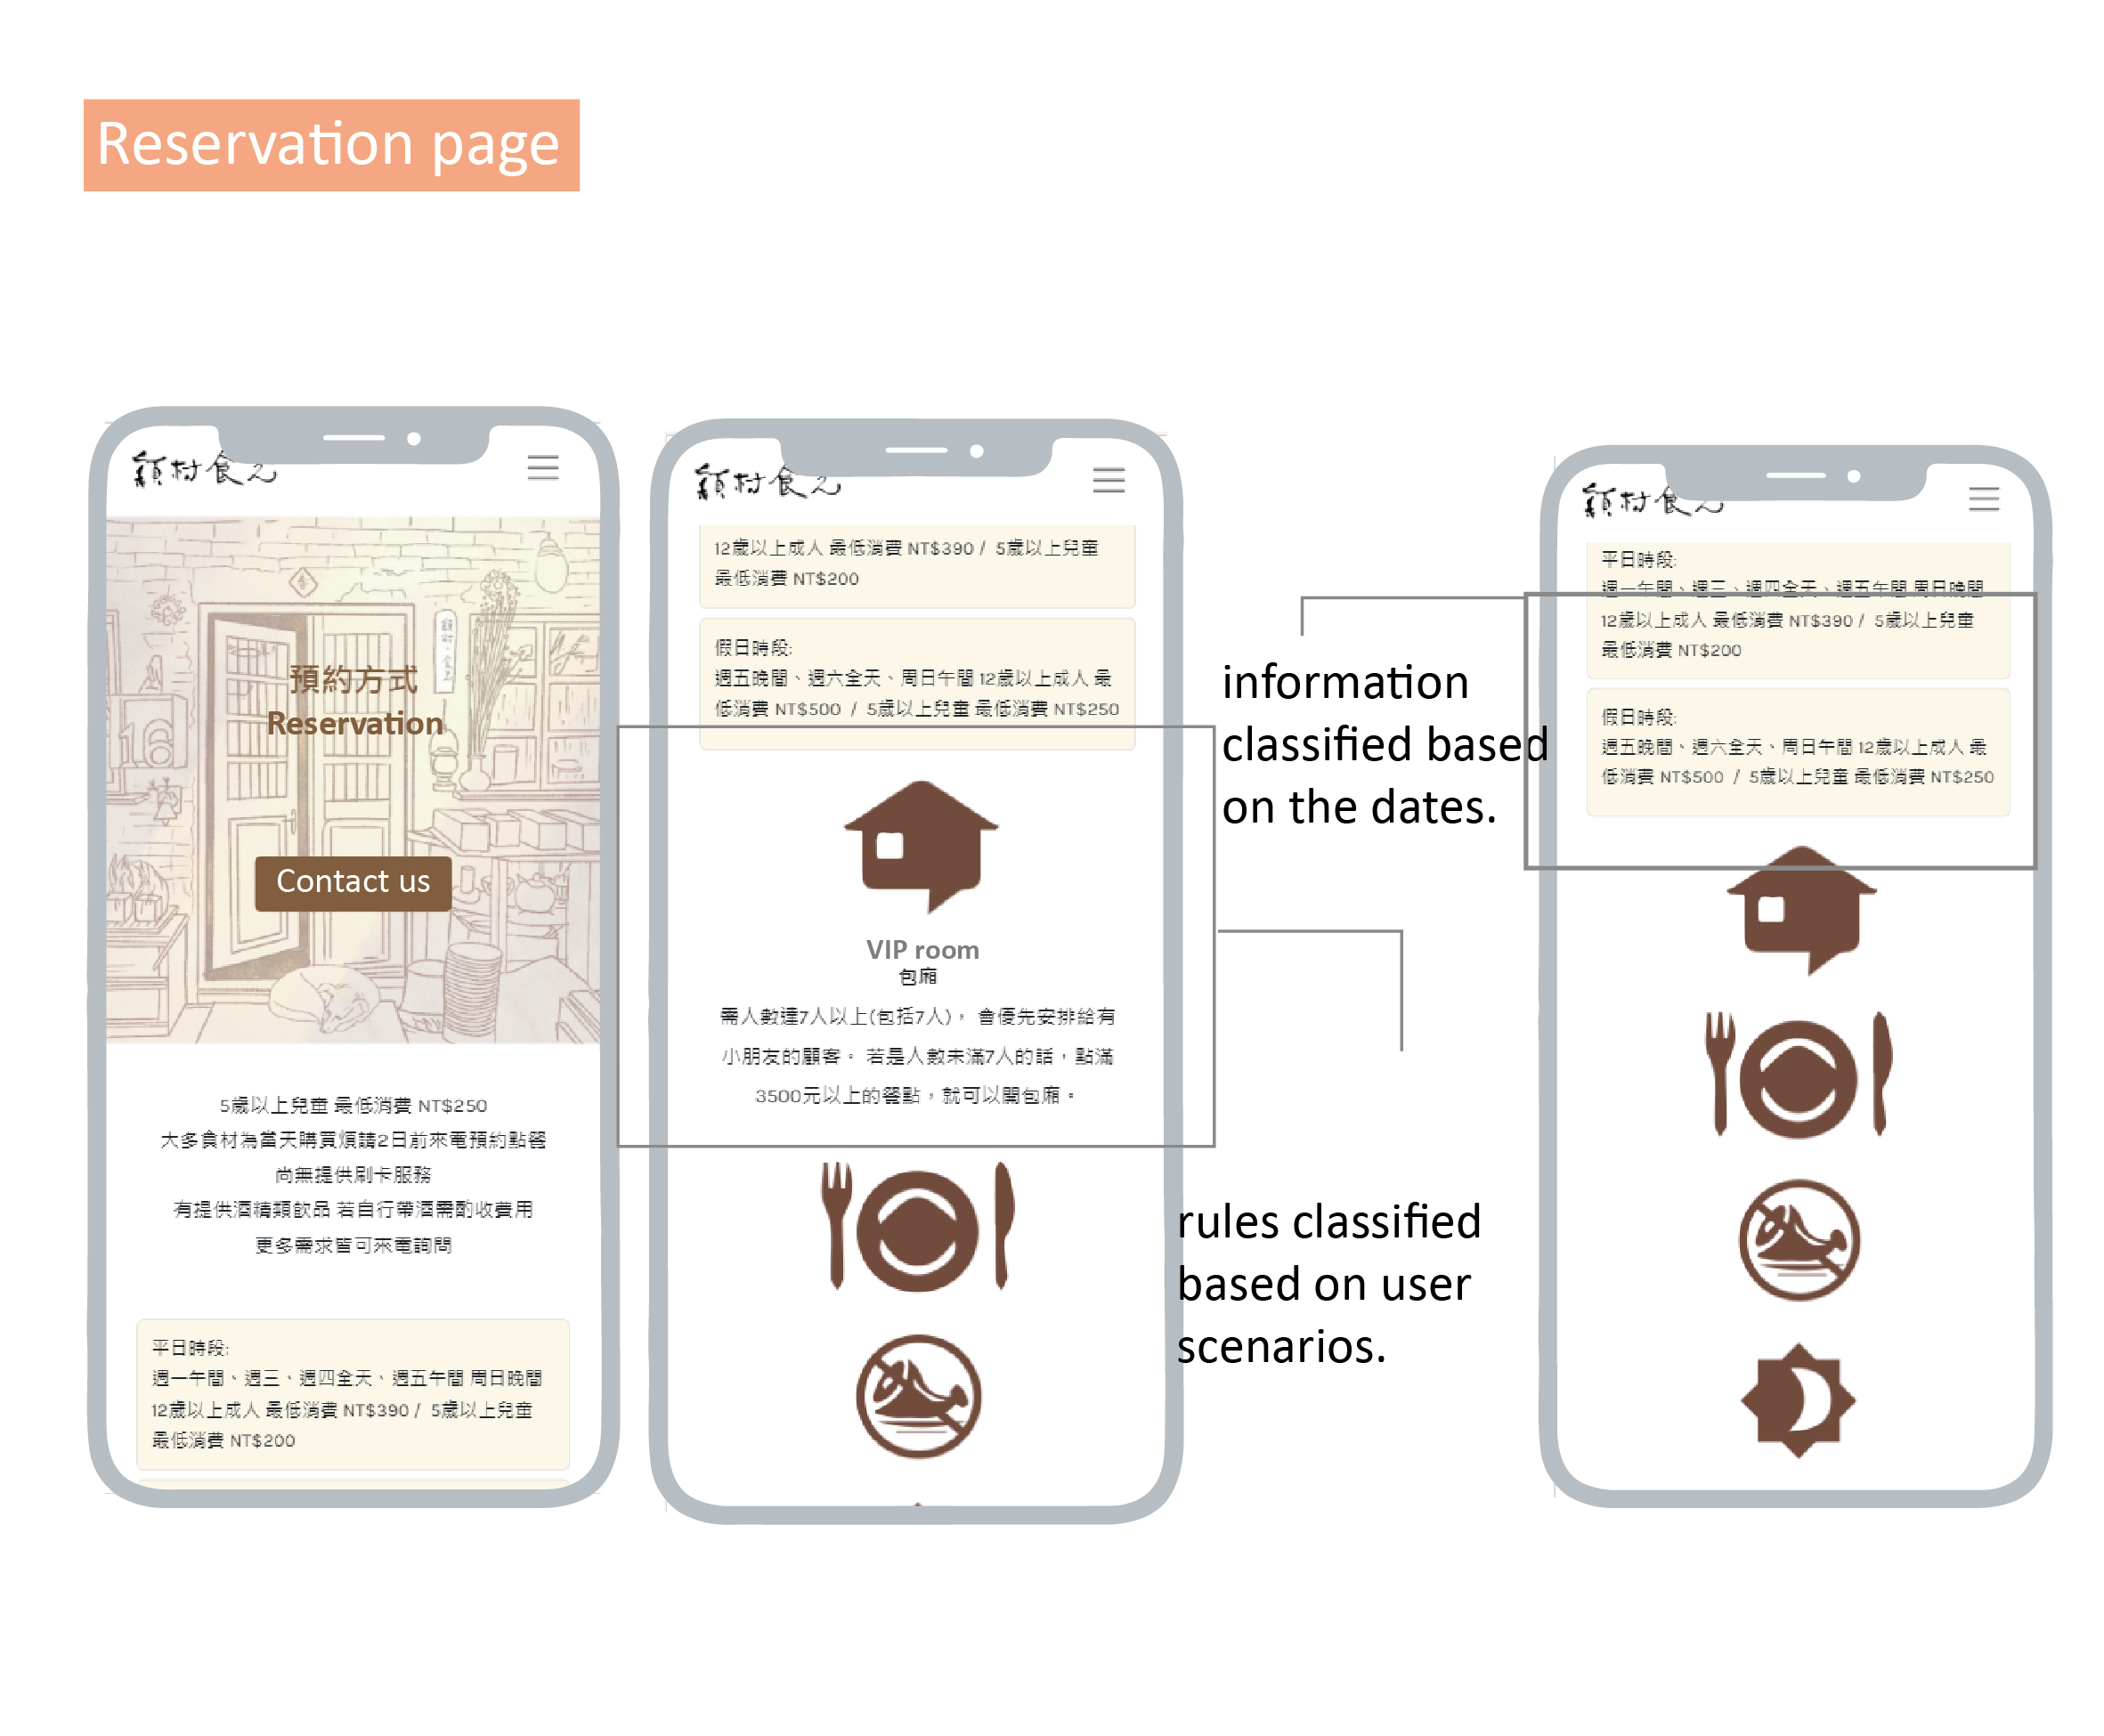 Reservation page
預約方式
Reservation
Contact us
5歲以上兒童 最低消費 NT$250
大多食材為當天購買煩請2日前來電預約點餐
尚無提供刷卡服務
有提供酒精類飲品 若自行帶酒需酌收費用
更多需求皆可來電詢問
平日時段:
週一午間、週三、週四全天、週五午間 周日晚間
12歲以上成人 最低消費 NT$390 / 5歲以上兒童
最低消費 NT$200
12歲以上成人 最低消費 NT$390 / 5歲以上兒童
最低消費 NT$200
假日時段:
週五晚間、週六全天、周日午間 12歲以上成人 最
低消費 NT$500 / 5歲以上兒童 最低消費 NT$250
VIP room
包廂
需人數達7人以上(包括7人)， 會優先安排給有
小朋友的顧客。 若是人數未滿7人的話，點滿
3500元以上的餐點，就可以開包廂。
information
classified based
on the dates.
rules classified
based on user
scenarios.
平日時段:
週一午間、週三、週四全天、週五午間 周日晚間
12歲以上成人 最低消費 NT$390 / 5歲以上兒童
最低消費 NT$200
假日時段:
週五晚間、週六全天、周日午間 12歲以上成人 最
低消費 NT$500 / 5歲以上兒童 最低消費 NT$250